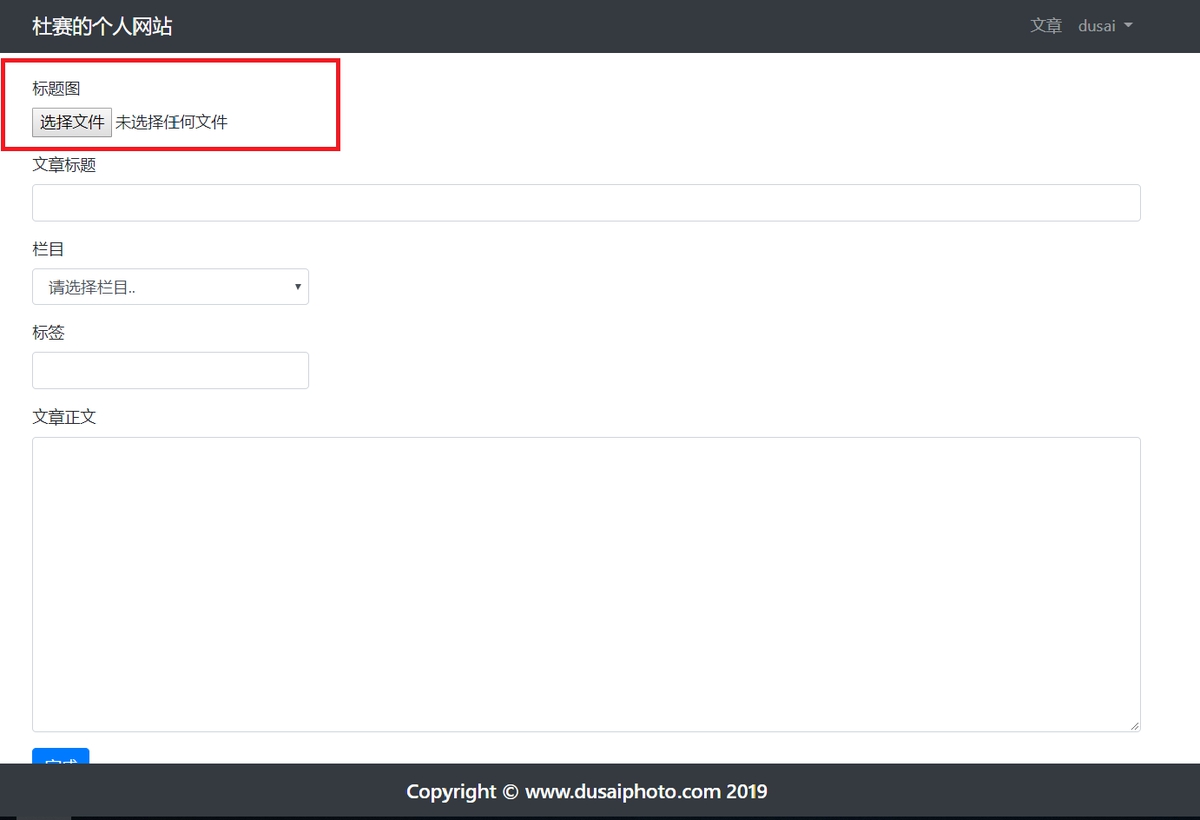 杜赛的个人网站
文章 dusai
标题图
选择文件 未选择任何文件
文章标题
栏目
请选择栏目..
标签
文章正文
完成
Copyright © www.dusaiphoto.com 2019